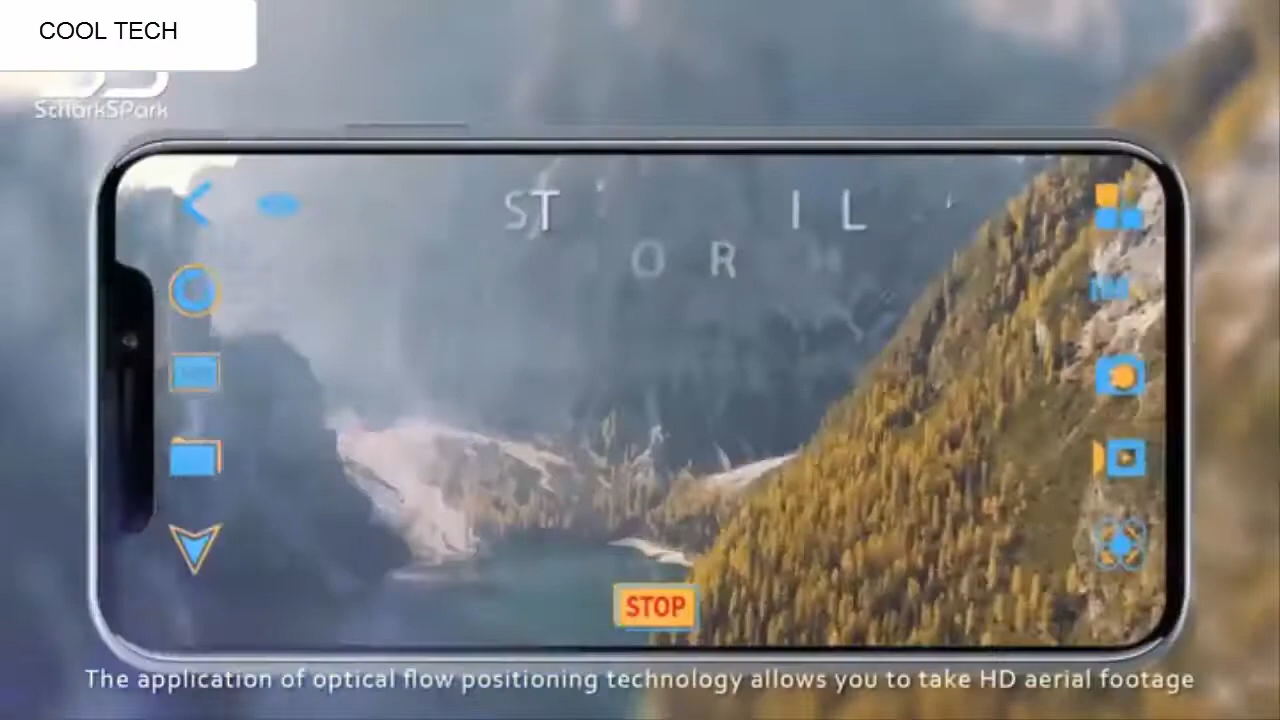 COOL TECH
ScharkSPark
STOP
The application of optical flow positioning technology allows you to take HD aerial footage